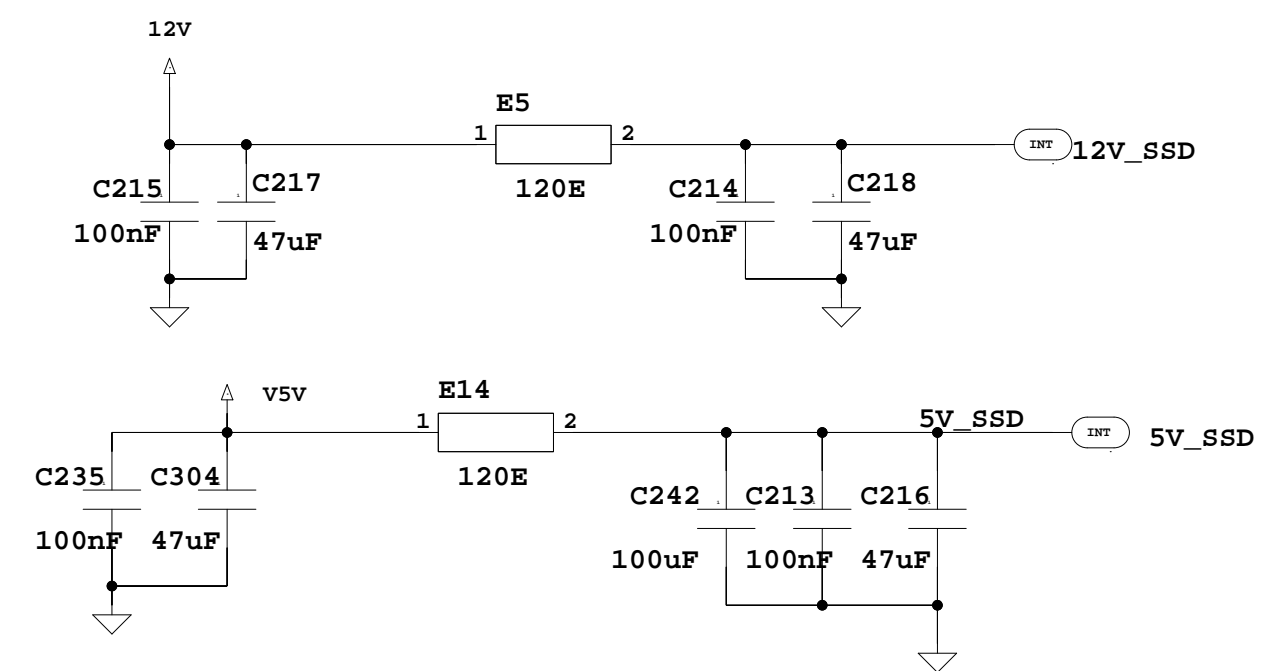 12V
E5
1 2
INT 12V_SSD
C215 C217 C214 C218
120E
100nF 47uF 100nF 47uF
V5V E14
1 2 5V_SSD
INT 5V_SSD
C235 C304 120E
C242 C213 C216
100nF 47uF
100uF 100nF 47uF